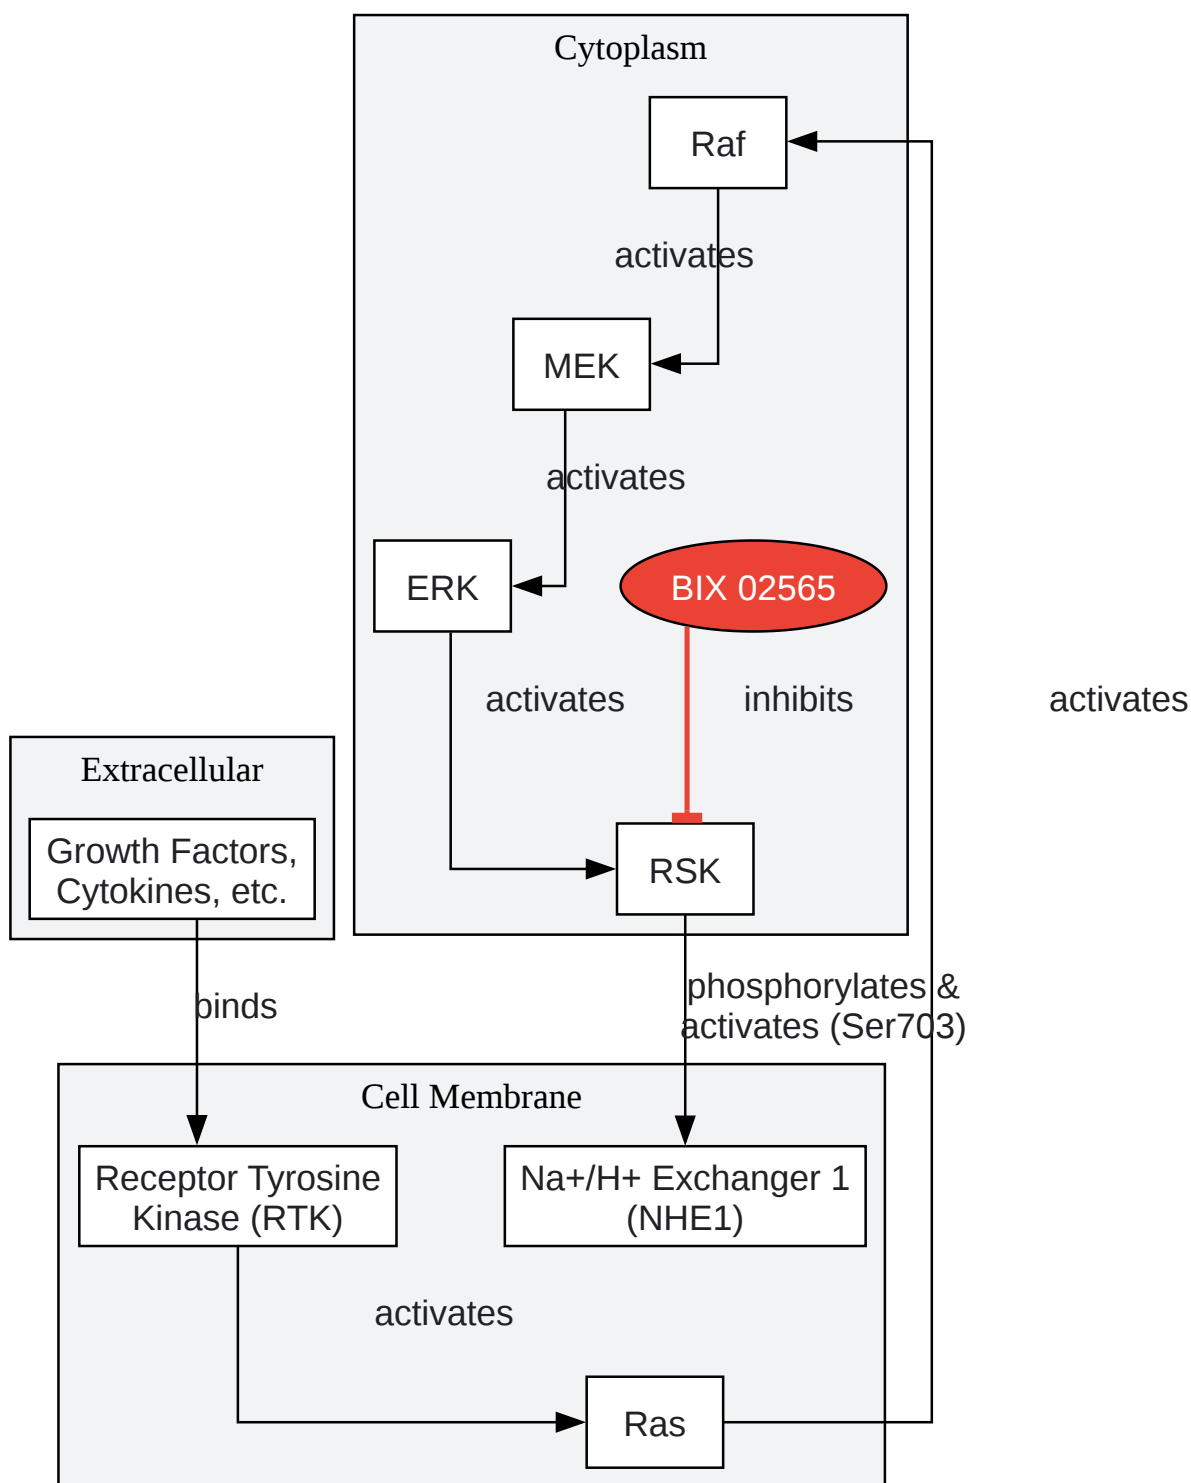 Cytoplasm
Raf
activates
MEK
activates
ERK
BIX 02565
activates
inhibits
activates
Extracellular
Growth Factors,
Cytokines, etc.
RSK
binds
phosphorylates &
activates (Ser703)
Cell Membrane
Receptor Tyrosine
Kinase (RTK)
Na+/H+ Exchanger 1
(NHE1)
activates
Ras